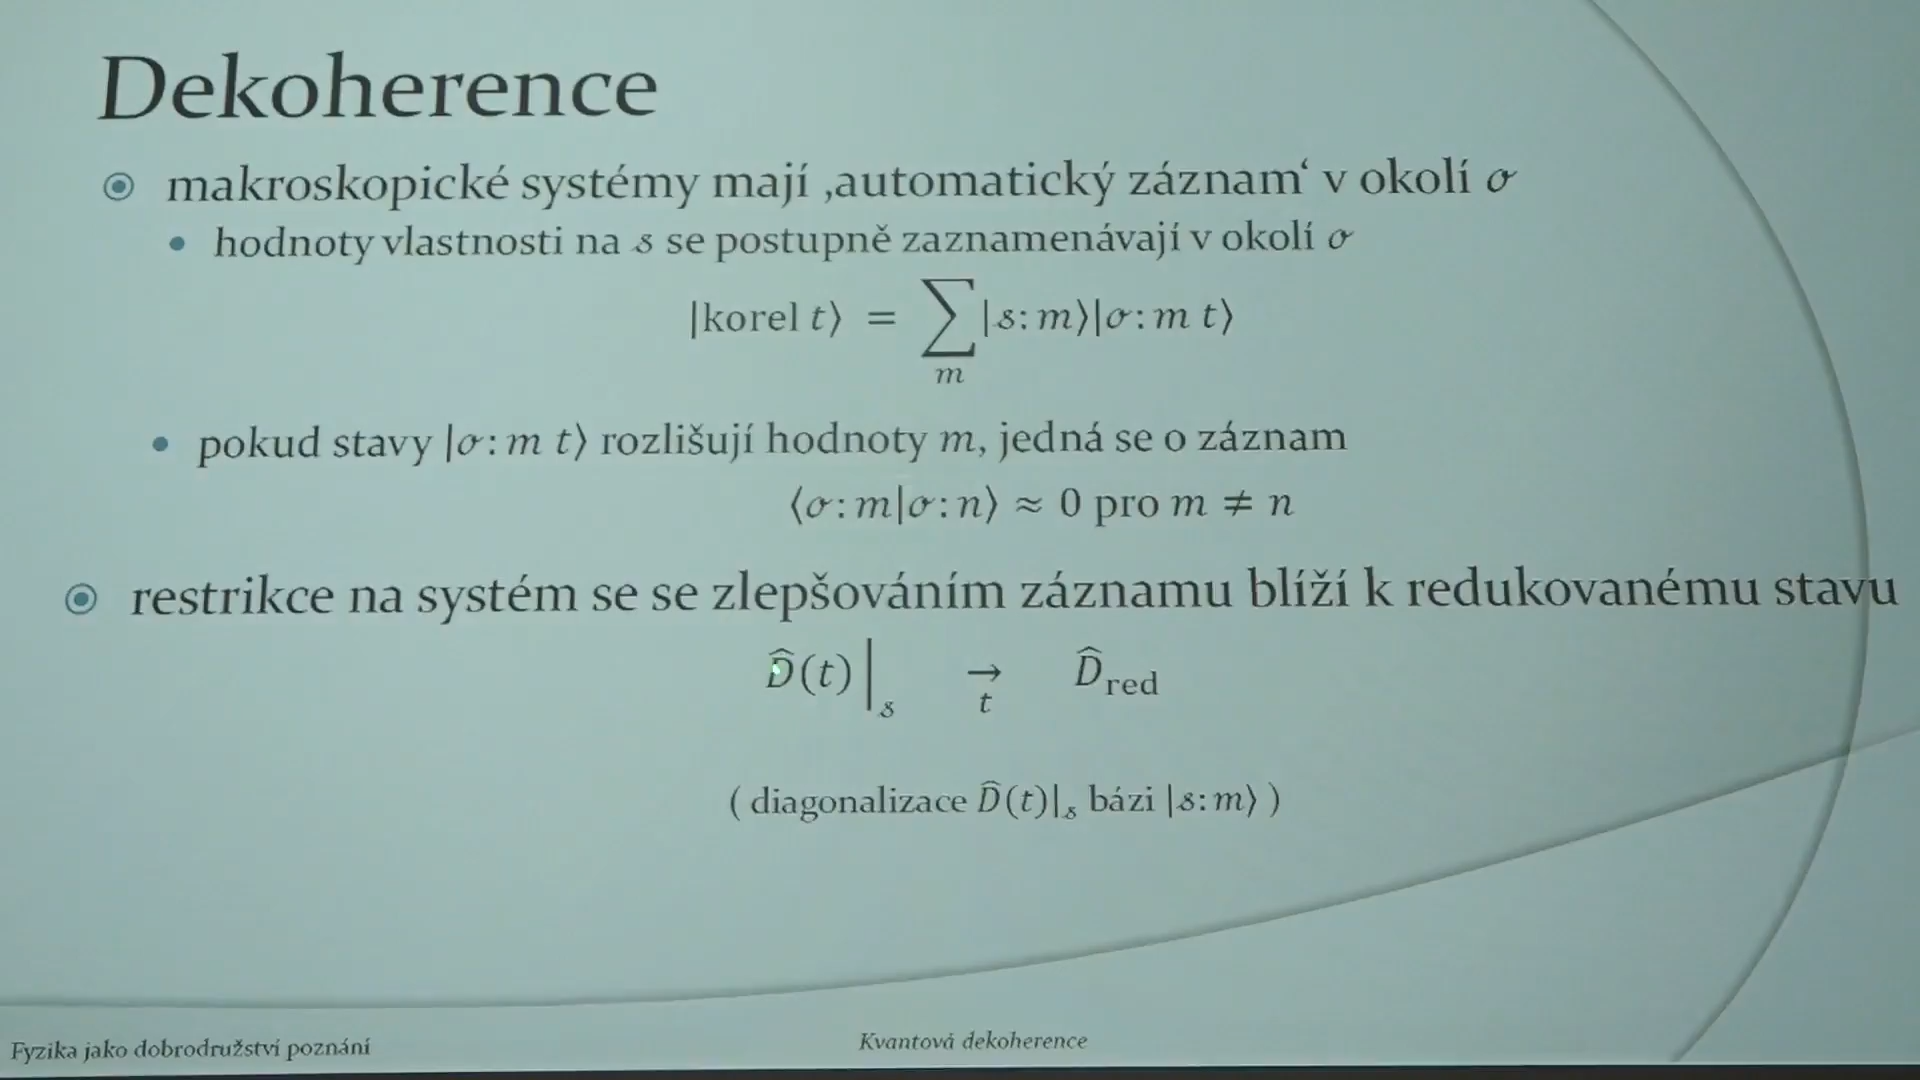 Dekoherence
makroskopické systémy mají ‚automatický záznam‘ v okolí ℴ
hodnoty vlastnosti na 𝓈 se postupně zaznamenávají v okolí ℴ
|korel t⟩ = ∑ |𝓈: m⟩|ℴ: m t⟩
m
pokud stavy |ℴ: m t⟩ rozlišují hodnoty m, jedná se o záznam
⟨ℴ: m|ℴ: n⟩ ≈ 0 pro m ≠ n
restrikce na systém se se zlepšováním záznamu blíží k redukovanému stavu
D̂(t)|𝓈 → D̂red
t
( diagonalizace D̂(t)|𝓈 bázi |𝓈: m⟩ )
Fyzika jako dobrodružství poznání
Kvantová dekoherence